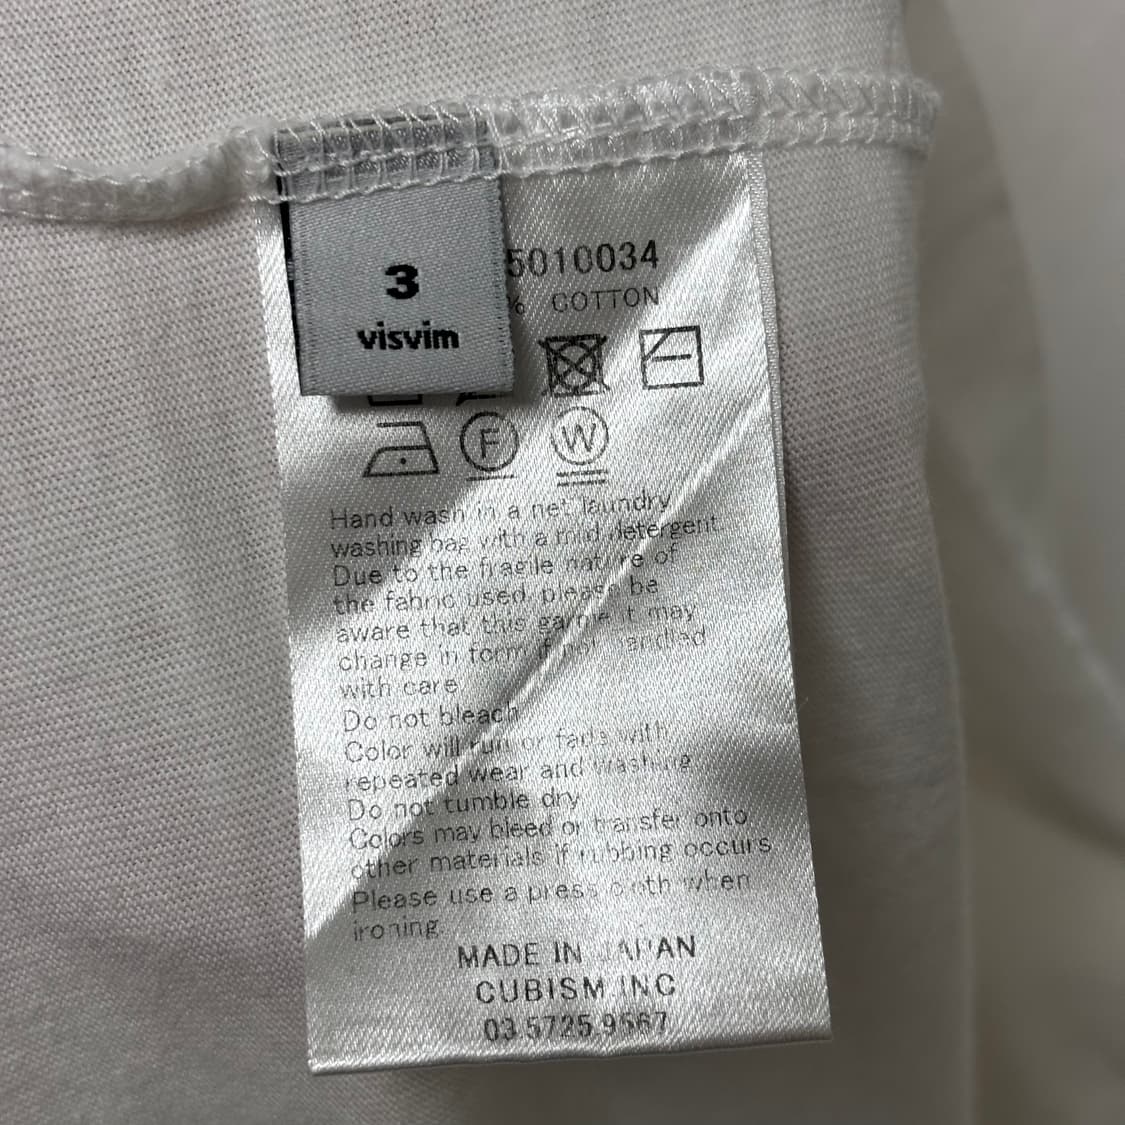 3
visvim
5010034
% COTTON
F
W
Hand wash in a net laundry
washing bag with a mild detergent
Due to the fragile nature of
the fabric used, please be
aware that this garment may
change in form if not handled
with care
Do not bleach
Color will run or fade with
repeated wear and washing
Do not tumble dry
Colors may bleed or transfer onto
other materials if rubbing occurs
Please use a press cloth when
ironing
MADE IN JAPAN
CUBISM INC
03.5725.9567